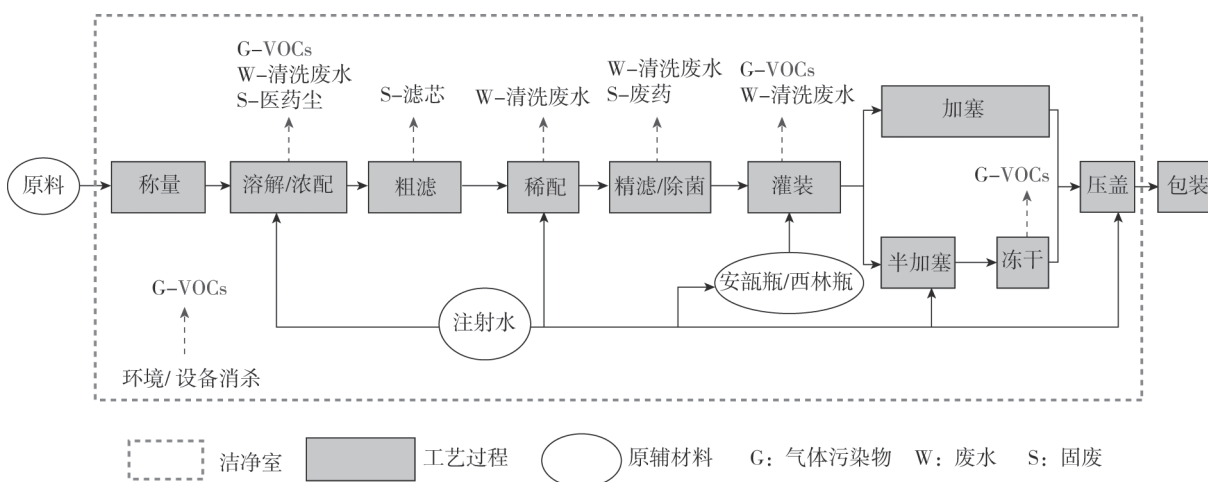 G-VOCs
W-清洗废水
S-医药尘
S-滤芯
W-清洗废水
W-清洗废水
S-废药
G-VOCs
W-清洗废水
加塞
原料
称量
溶解/浓配
粗滤
稀配
精滤/除菌
灌装
G-VOCs
压盖
包装
半加塞
冻干
安瓿瓶/西林瓶
G-VOCs
注射水
环境/设备消杀
洁净室
工艺过程
原辅材料
G：气体污染物
W：废水
S：固废